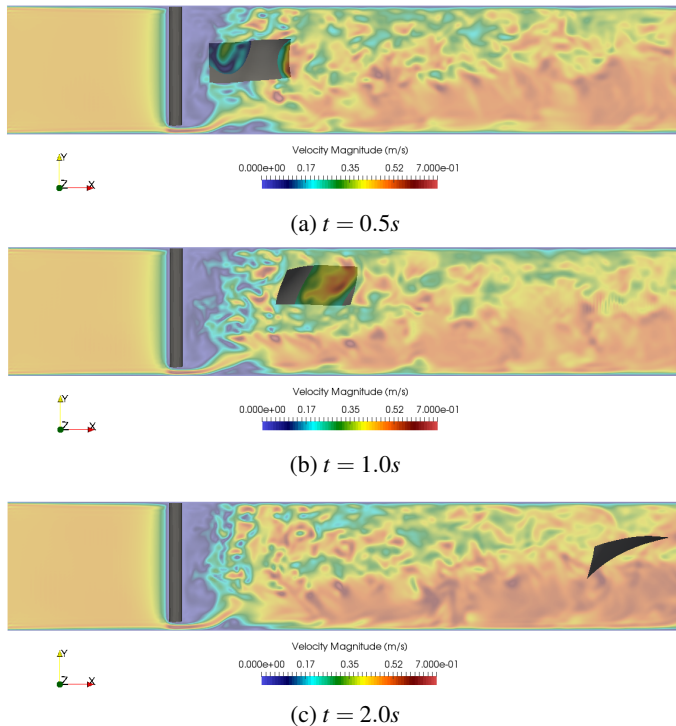 Velocity Magnitude (m/s)
0.000e+00 0.17 0.35 0.52 7.000e-01
Y
Z X
(a) t = 0.5s
Velocity Magnitude (m/s)
0.000e+00 0.17 0.35 0.52 7.000e-01
Y
Z X
(b) t = 1.0s
Velocity Magnitude (m/s)
0.000e+00 0.17 0.35 0.52 7.000e-01
Y
Z X
(c) t = 2.0s